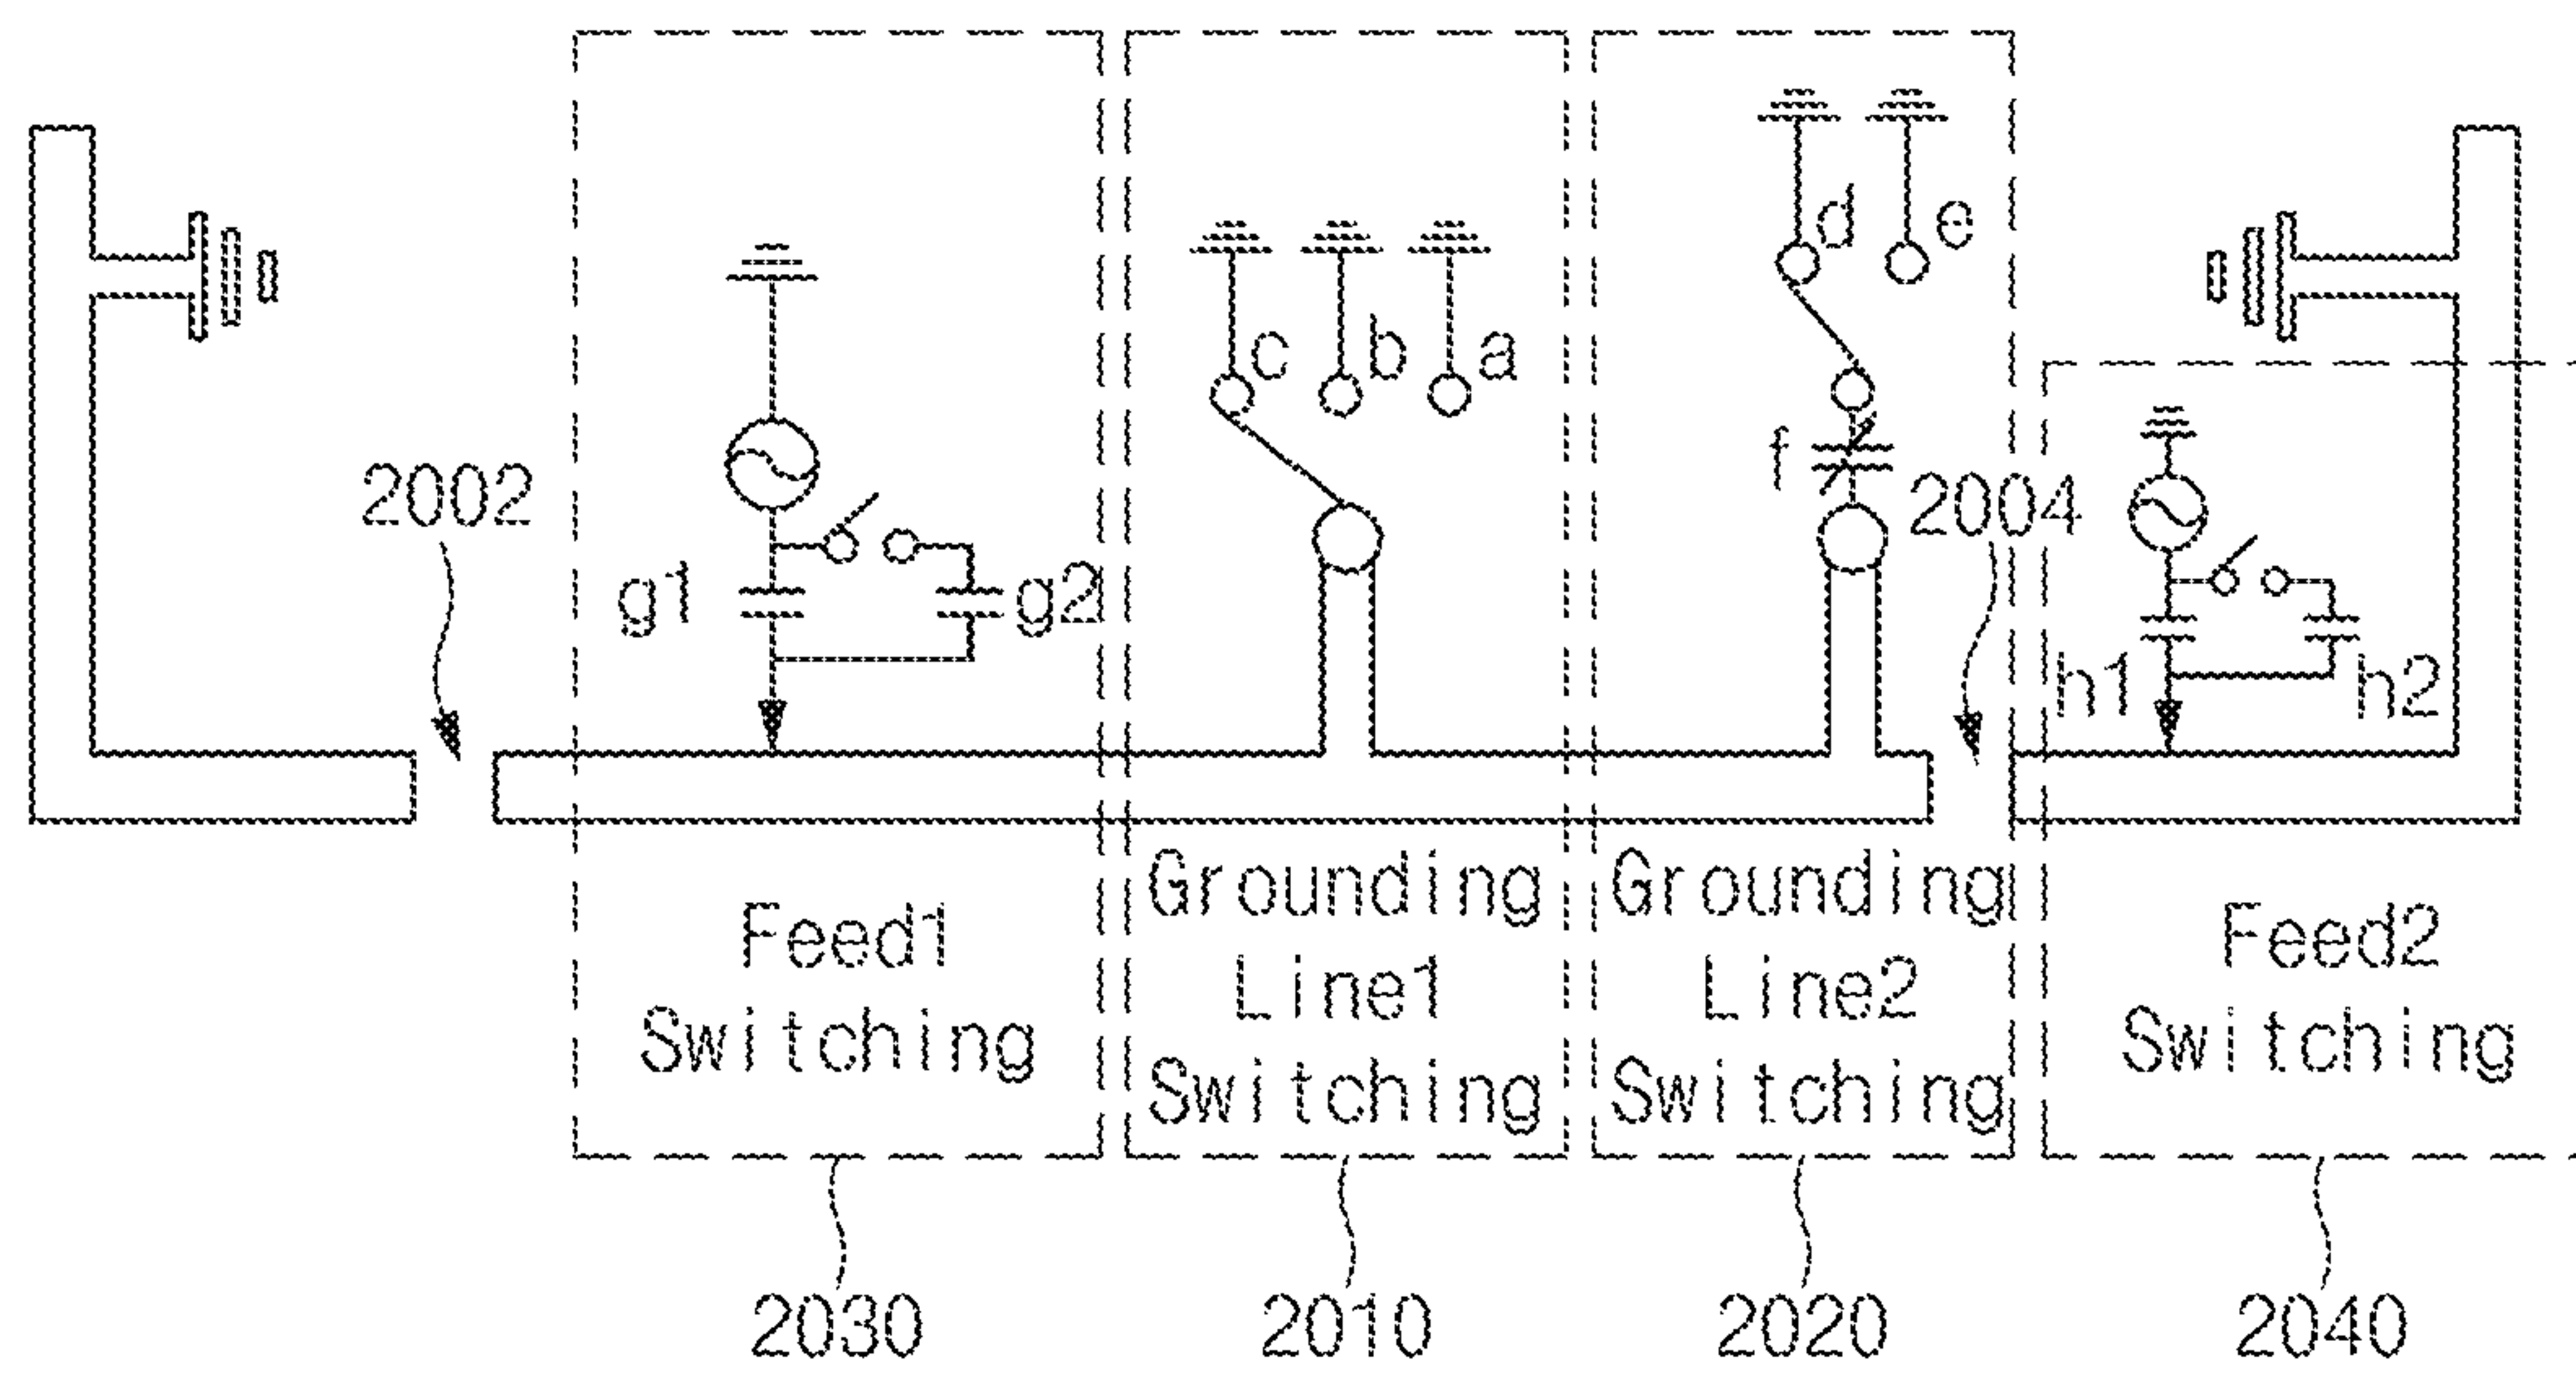 d e
c b a
f
2002
2004
g1 g2
h1 h2
Feed1
Switching
Grounding
Line1
Switching
Grounding
Line2
Switching
Feed2
Switching
2030
2010
2020
2040